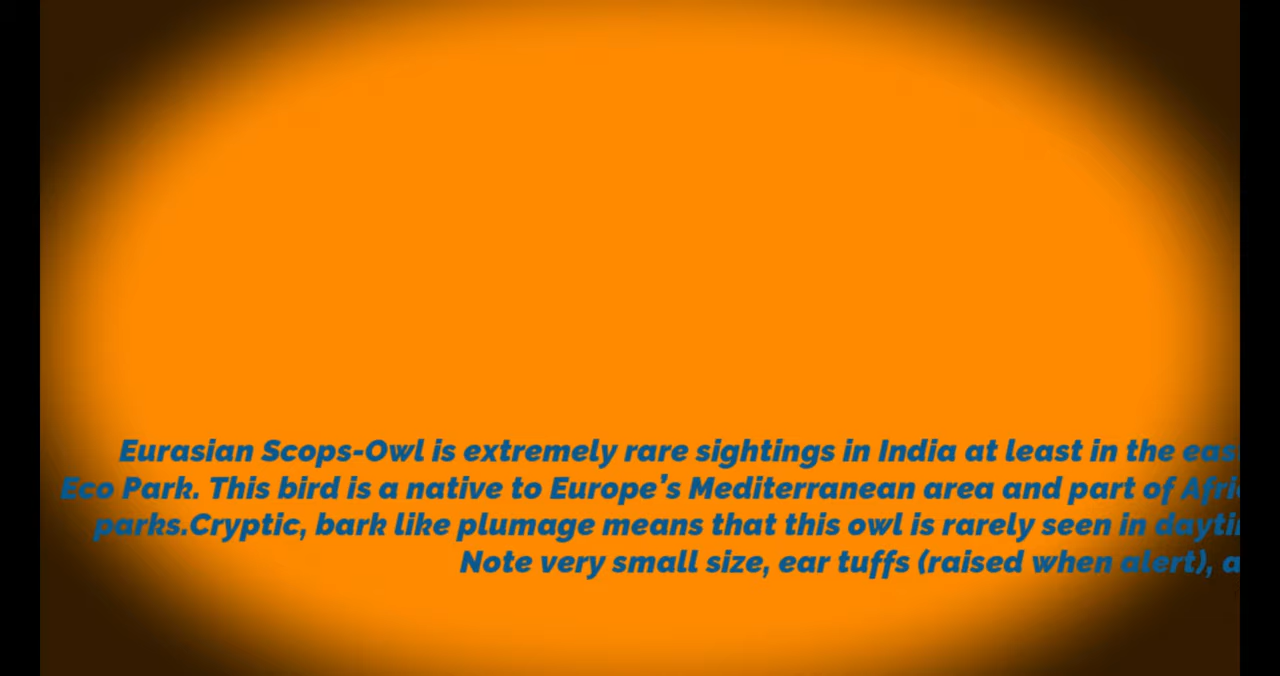 Eurasian Scops-Owl is extremely rare sightings in India at least in the eas
Eco Park. This bird is a native to Europe's Mediterranean area and part of Afri
parks.Cryptic, bark like plumage means that this owl is rarely seen in dayti
Note very small size, ear tuffs (raised when alert), a